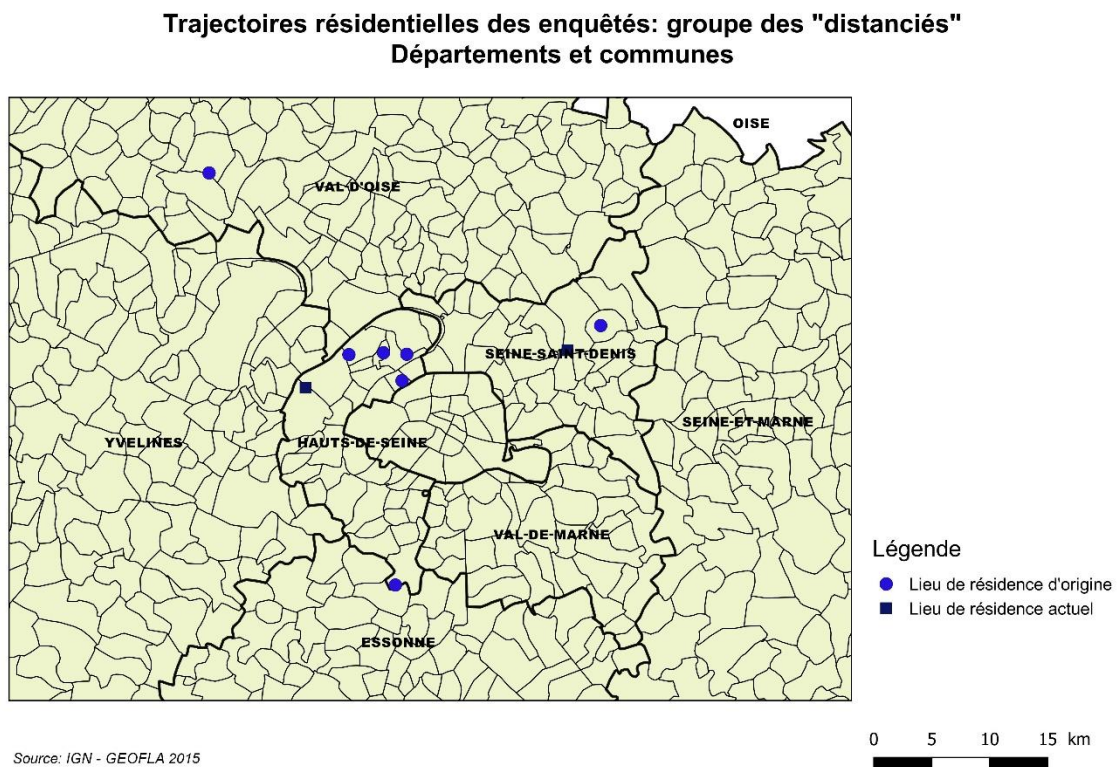 Trajectoires résidentielles des enquêtés: groupe des "distanciés"
Départements et communes
OISE
VAL-D'OISE
SEINE-SAINT-DENIS
SEINE-ET-MARNE
YVELINES
HAUTS-DE-SEINE
VAL-DE-MARNE
ESSONNE
Légende
Lieu de résidence d'origine
Lieu de résidence actuel
0 5 10 15 km
Source: IGN - GEOFLA 2015